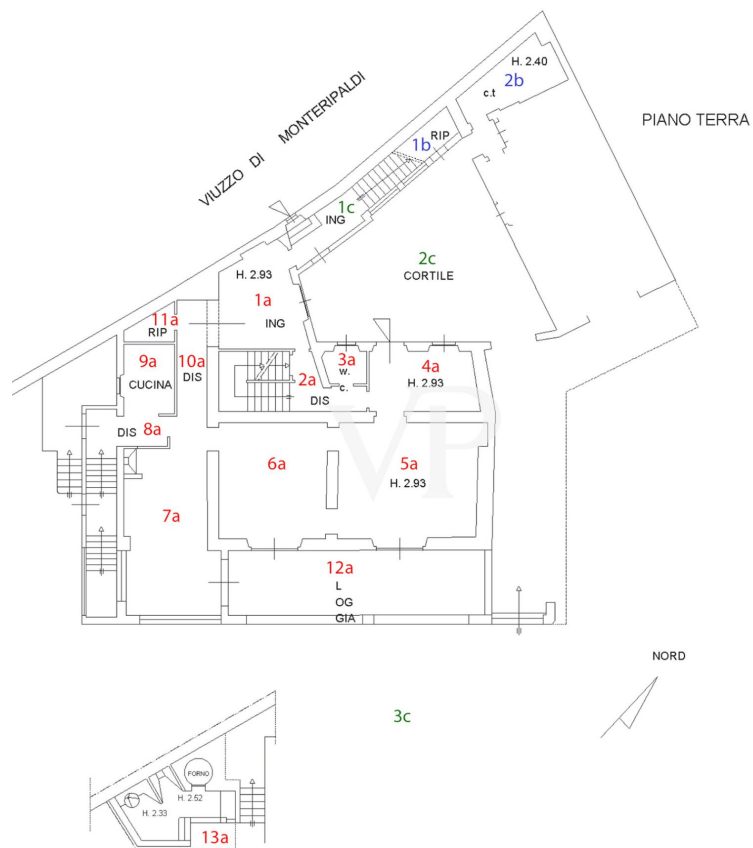 H. 2.40
2b
c.t
PIANO TERRA
VIUZZO DI MONTERIPALDI
RIP
1b
1c
ING
2c
CORTILE
H. 2.93
1a
ING
11a
RIP
9a
CUCINA
10a
DIS
2a
DIS
3a
w.
c.
4a
H. 2.93
DIS
8a
VP
6a
5a
H. 2.93
7a
12a
L
OG
GIA
NORD
3c
FORNO
H. 2.52
H. 2.33
13a